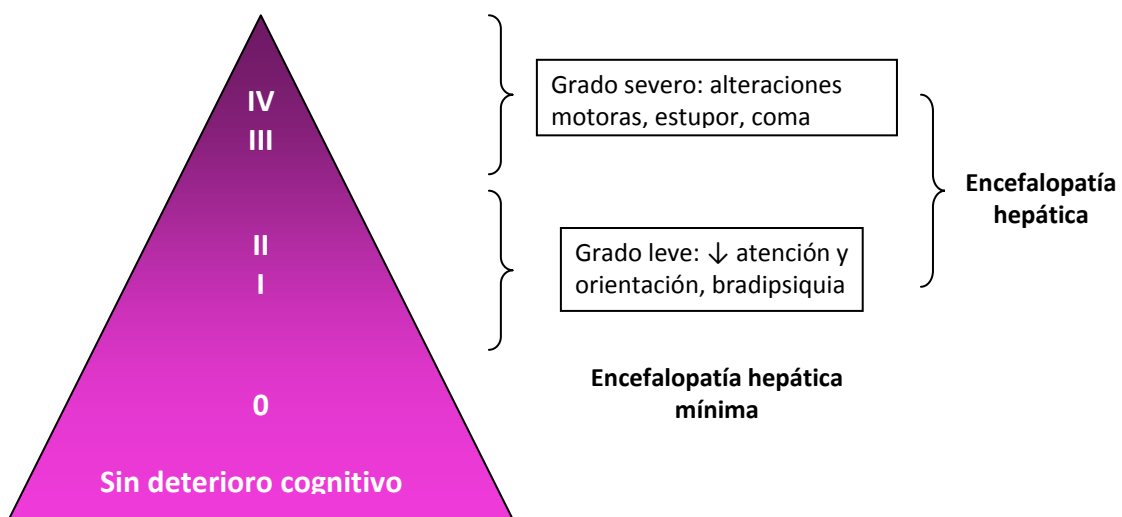 IV
III
II
I
0
Sin deterioro cognitivo
Grado severo: alteraciones
motoras, estupor, coma
Grado leve: ↓ atención y
orientación, bradipsiquia
Encefalopatía hepática
mínima
Encefalopatía
hepática